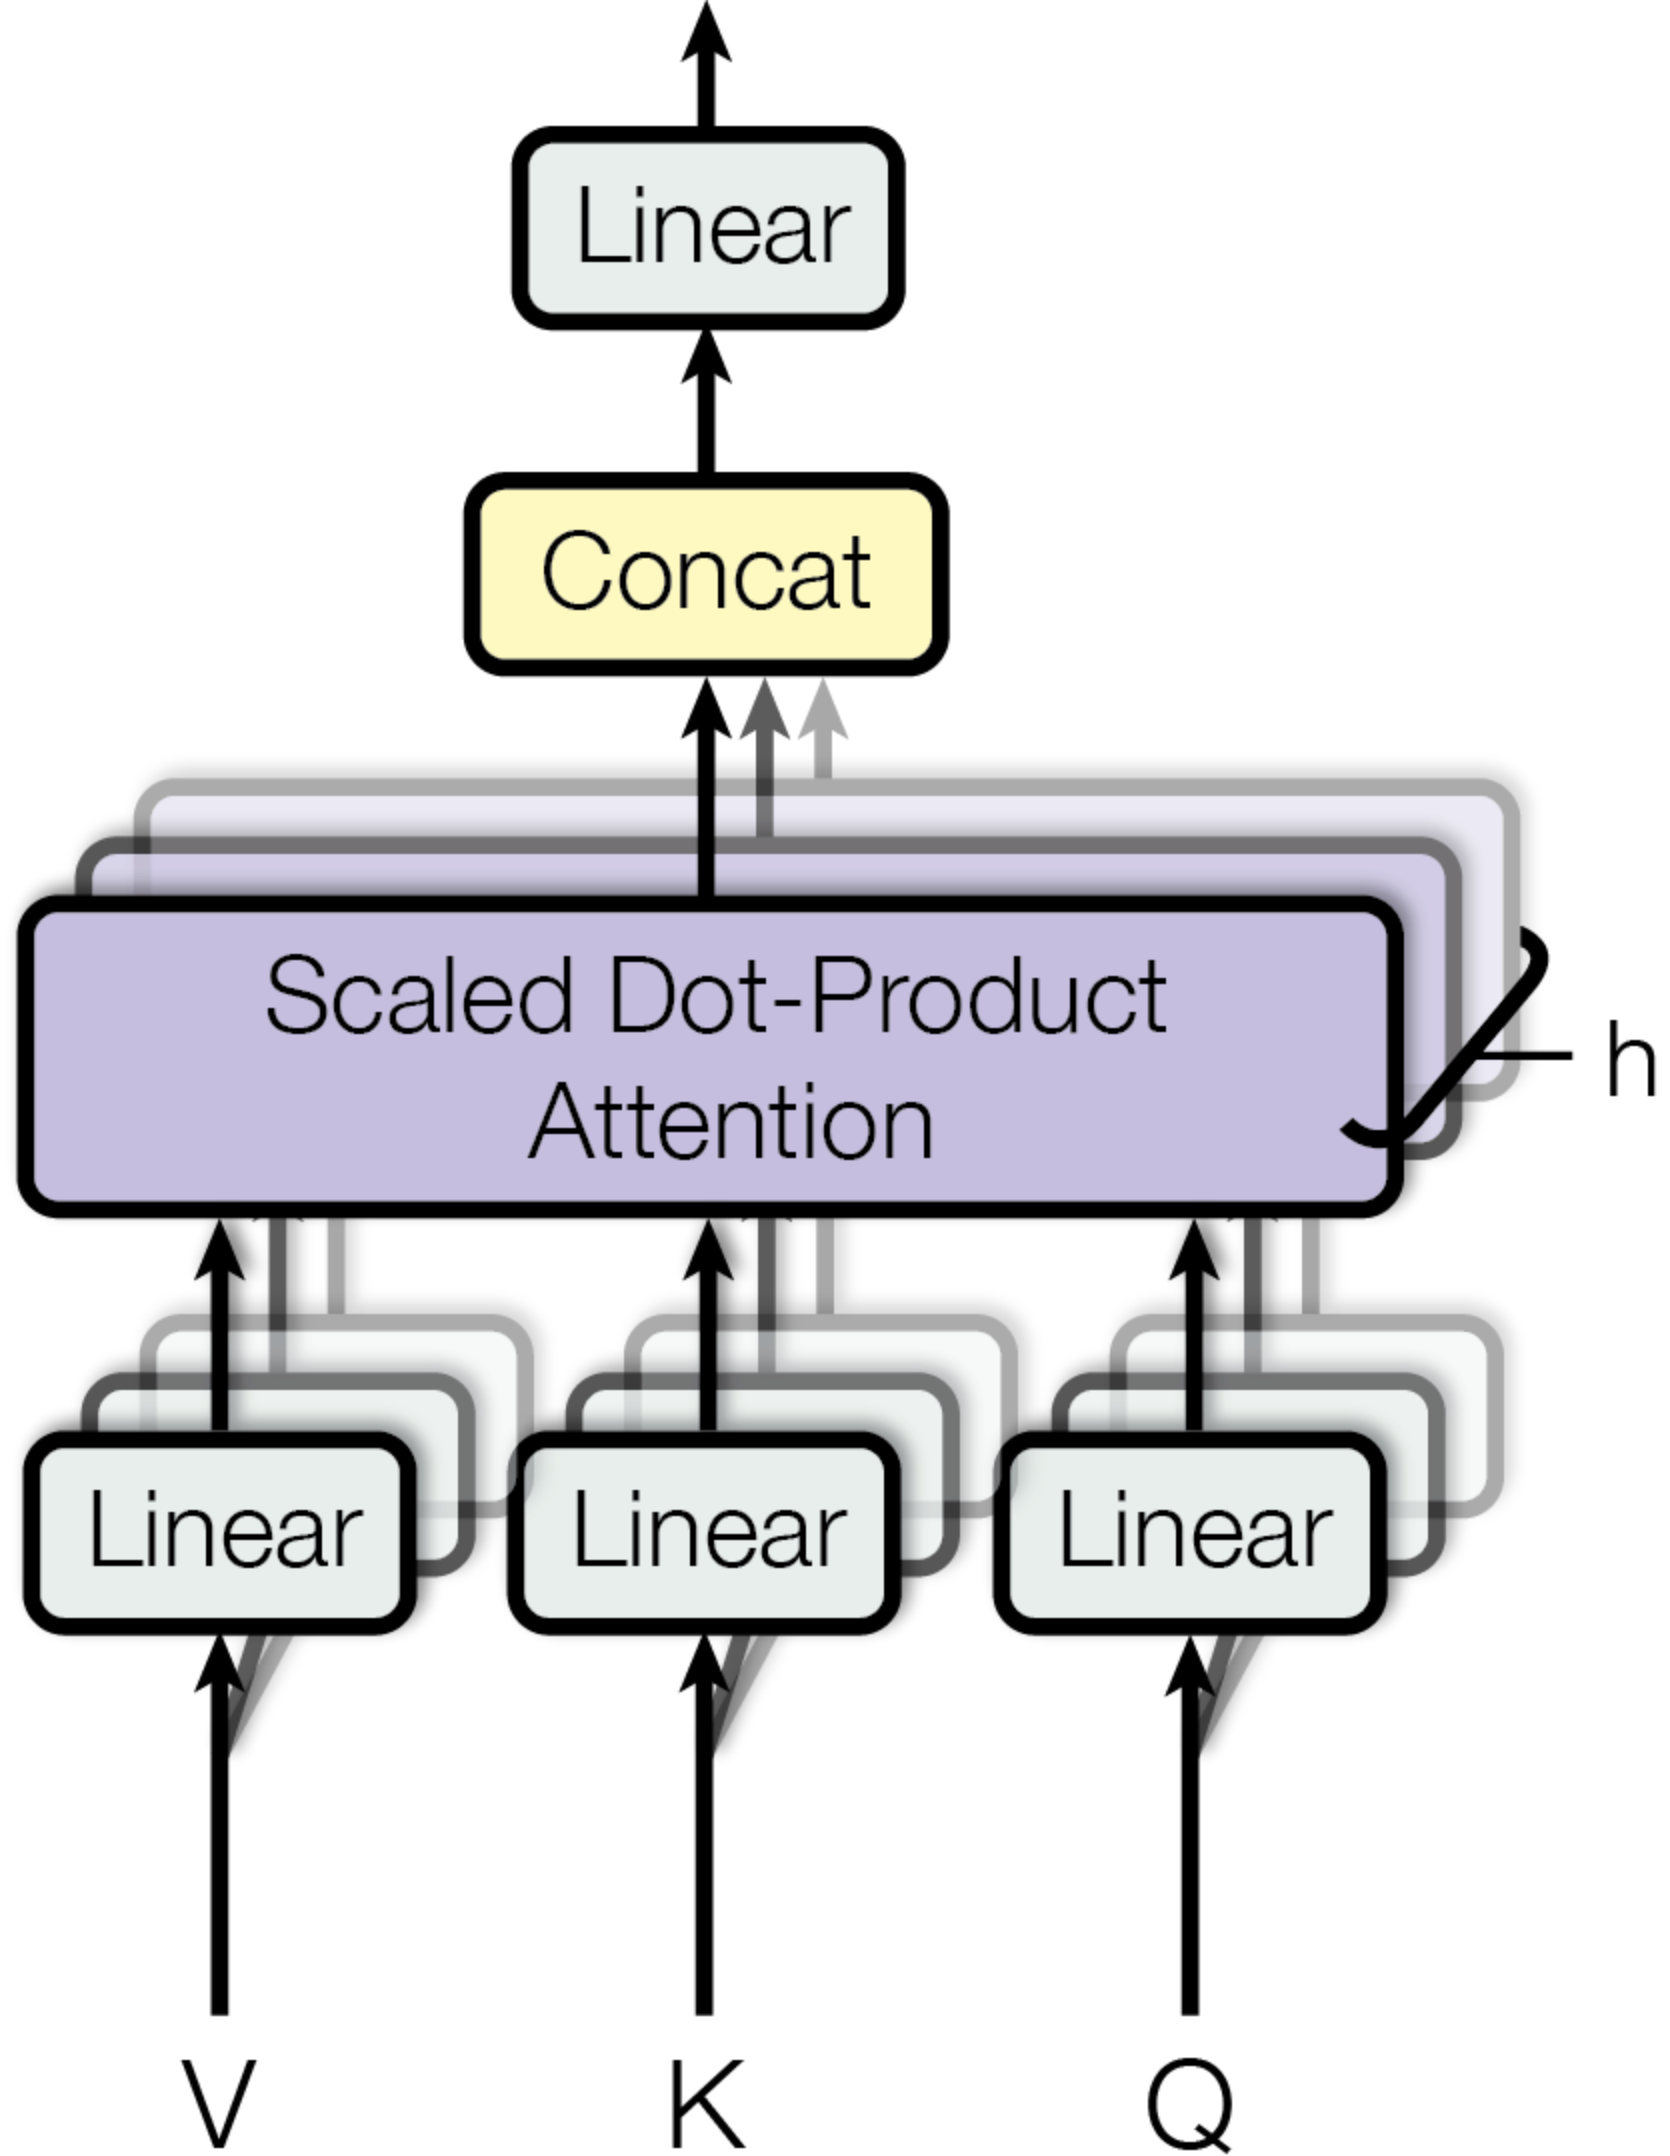 Linear
Concat
Scaled Dot-Product
Attention
h
Linear
Linear
Linear
V
K
Q